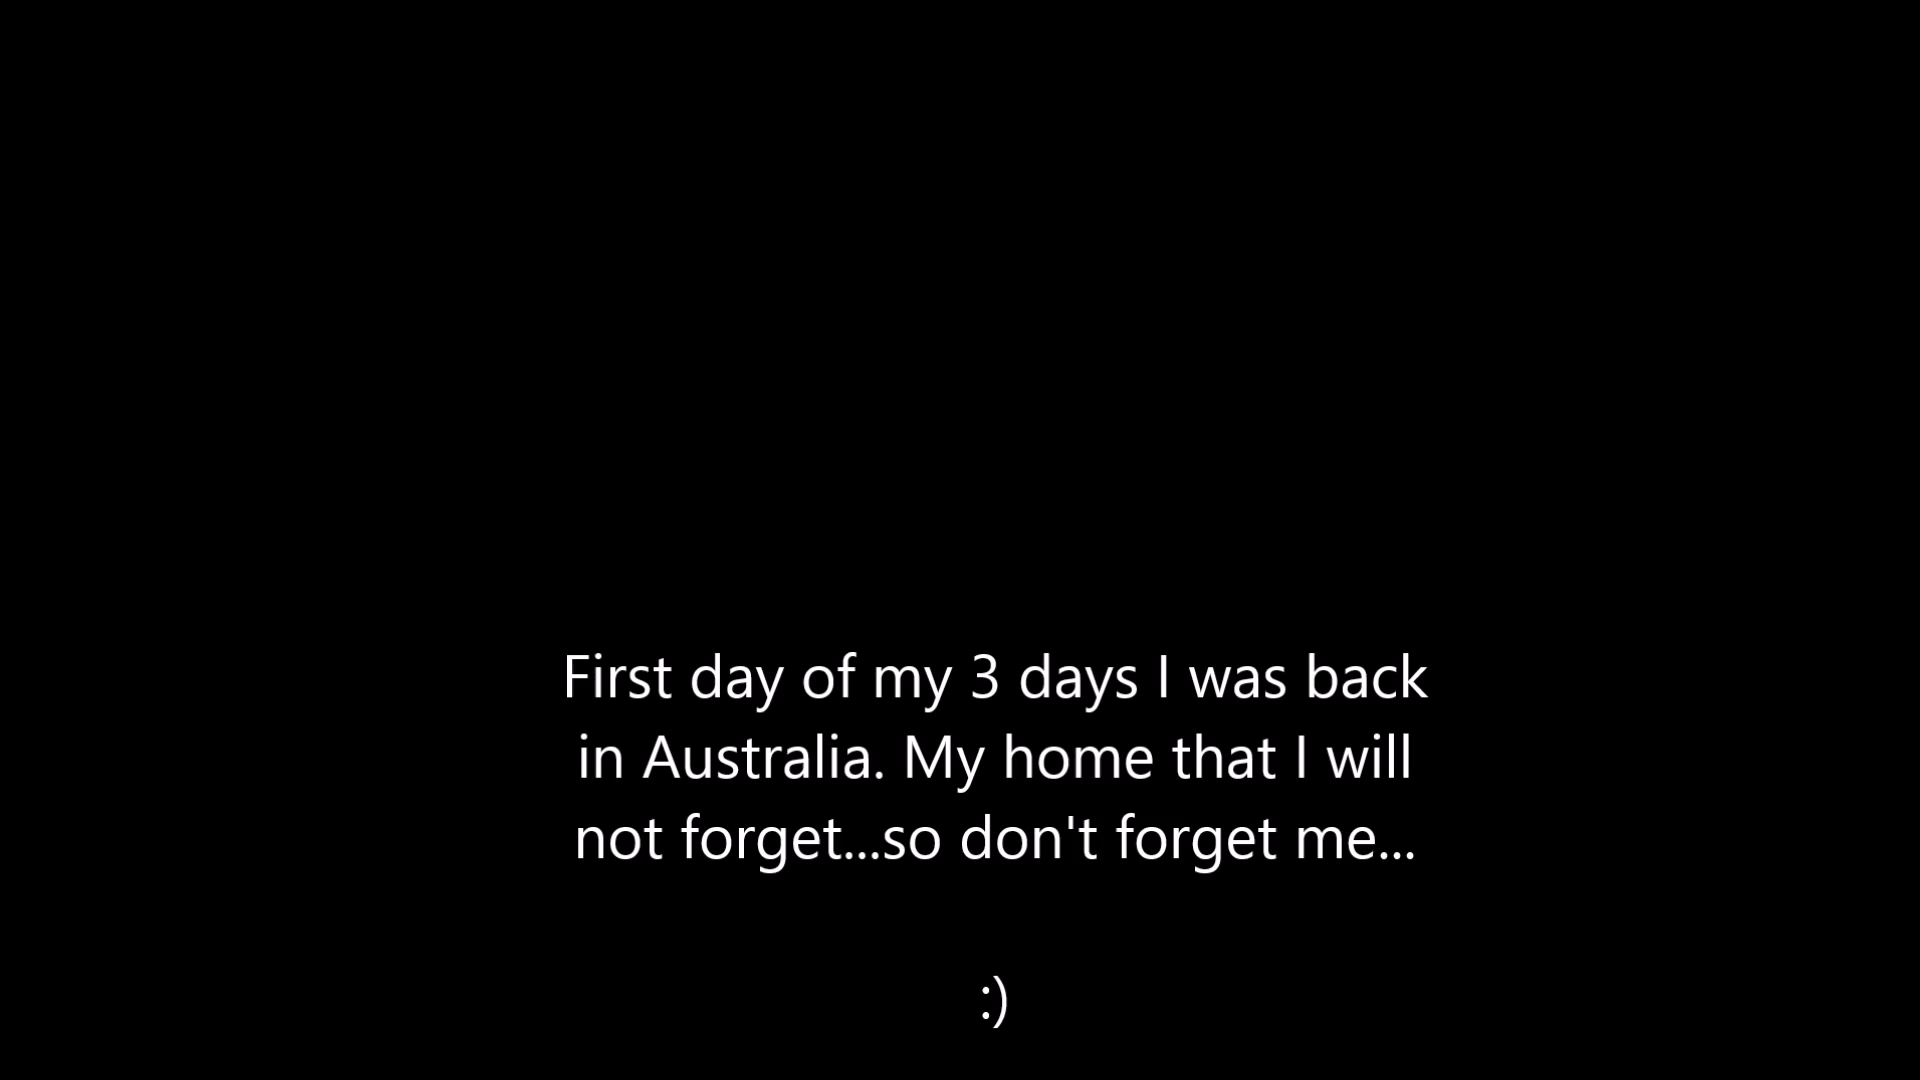 First day of my 3 days I was back
in Australia. My home that I will
not forget...so don't forget me...
:)